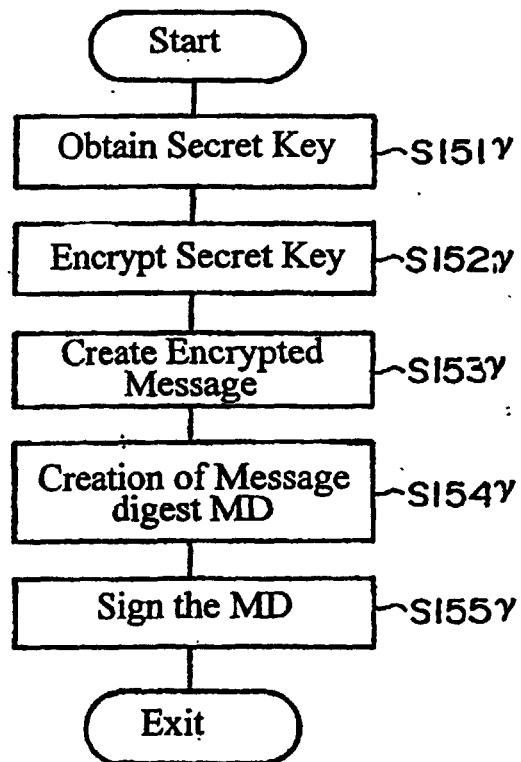 Start
Obtain Secret Key
S151γ
Encrypt Secret Key
S152γ
Create Encrypted
Message
S153γ
Creation of Message
digest MD
S154γ
Sign the MD
S155γ
Exit